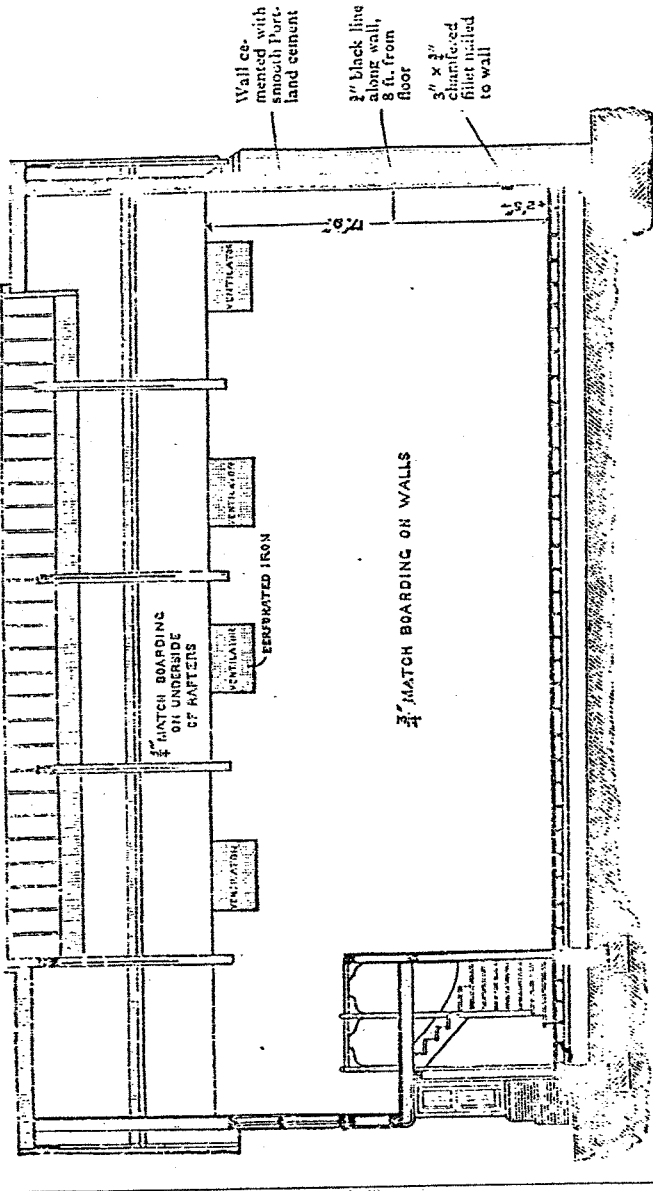 ¾" MATCH BOARDING
ON UNDERSIDE
OF RAFTERS
VENTILATOR
VENTILATOR
VENTILATOR
VENTILATOR
PERFORATED IRON
¾" MATCH BOARDING ON WALLS
Wall ce-
mented with
smooth Port-
land cement
black line
along wall,
8 ft. from
floor
3" ×
chamfered
fillet nailed
to wall